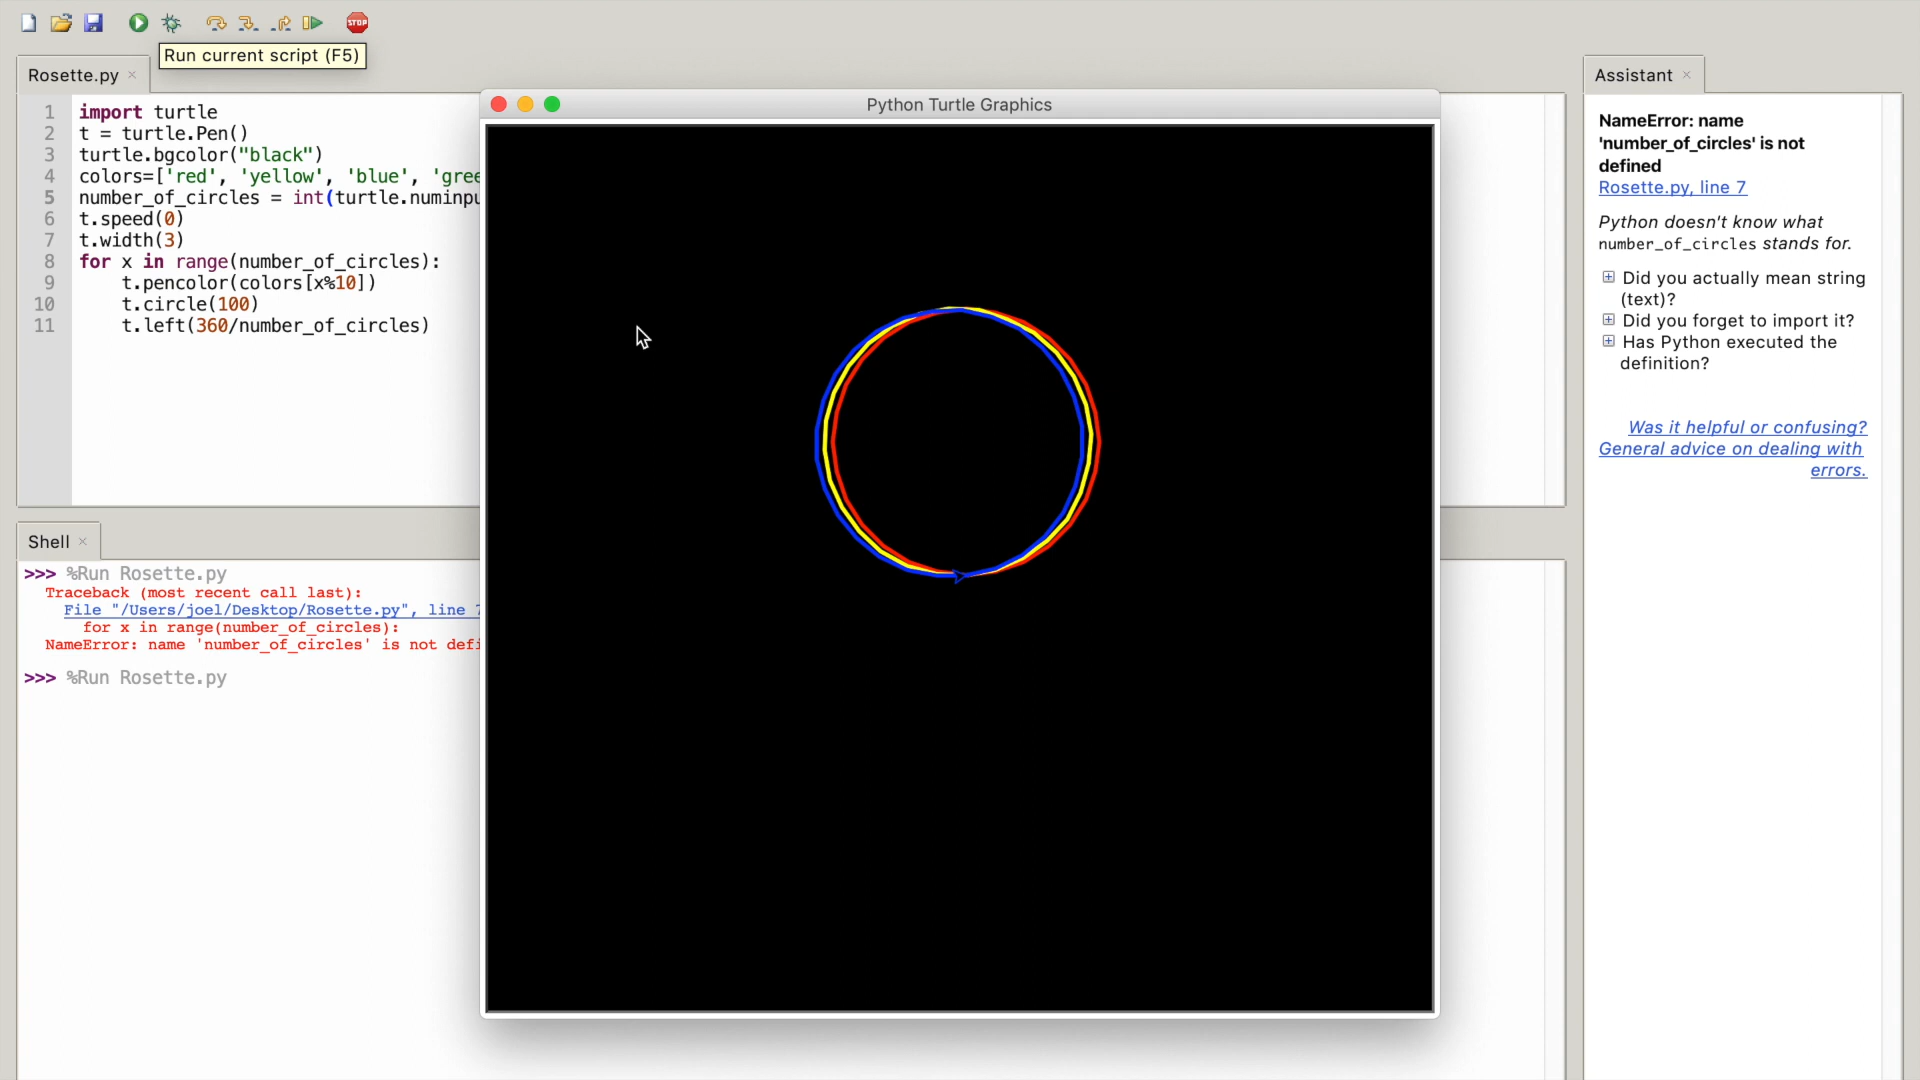 STOP
Run current script (F5)
Rosette.py
1 import turtle
2 t = turtle.Pen()
3 turtle.bgcolor("black")
4 colors=['red', 'yellow', 'blue', 'gree
5 number_of_circles = int(turtle.numinpu
6 t.speed(0)
7 t.width(3)
8 for x in range(number_of_circles):
9 t.pencolor(colors[x%10])
10 t.circle(100)
11 t.left(360/number_of_circles)
Python Turtle Graphics
Shell
>>> %Run Rosette.py
Traceback (most recent call last):
File "/Users/joel/Desktop/Rosette.py", line 7
for x in range(number_of_circles):
NameError: name 'number_of_circles' is not defi
>>> %Run Rosette.py
Assistant
NameError: name
'number_of_circles' is not
defined
Rosette.py, line 7
Python doesn't know what
number_of_circles stands for.
Did you actually mean string
(text)?
Did you forget to import it?
Has Python executed the
definition?
Was it helpful or confusing?
General advice on dealing with
errors.